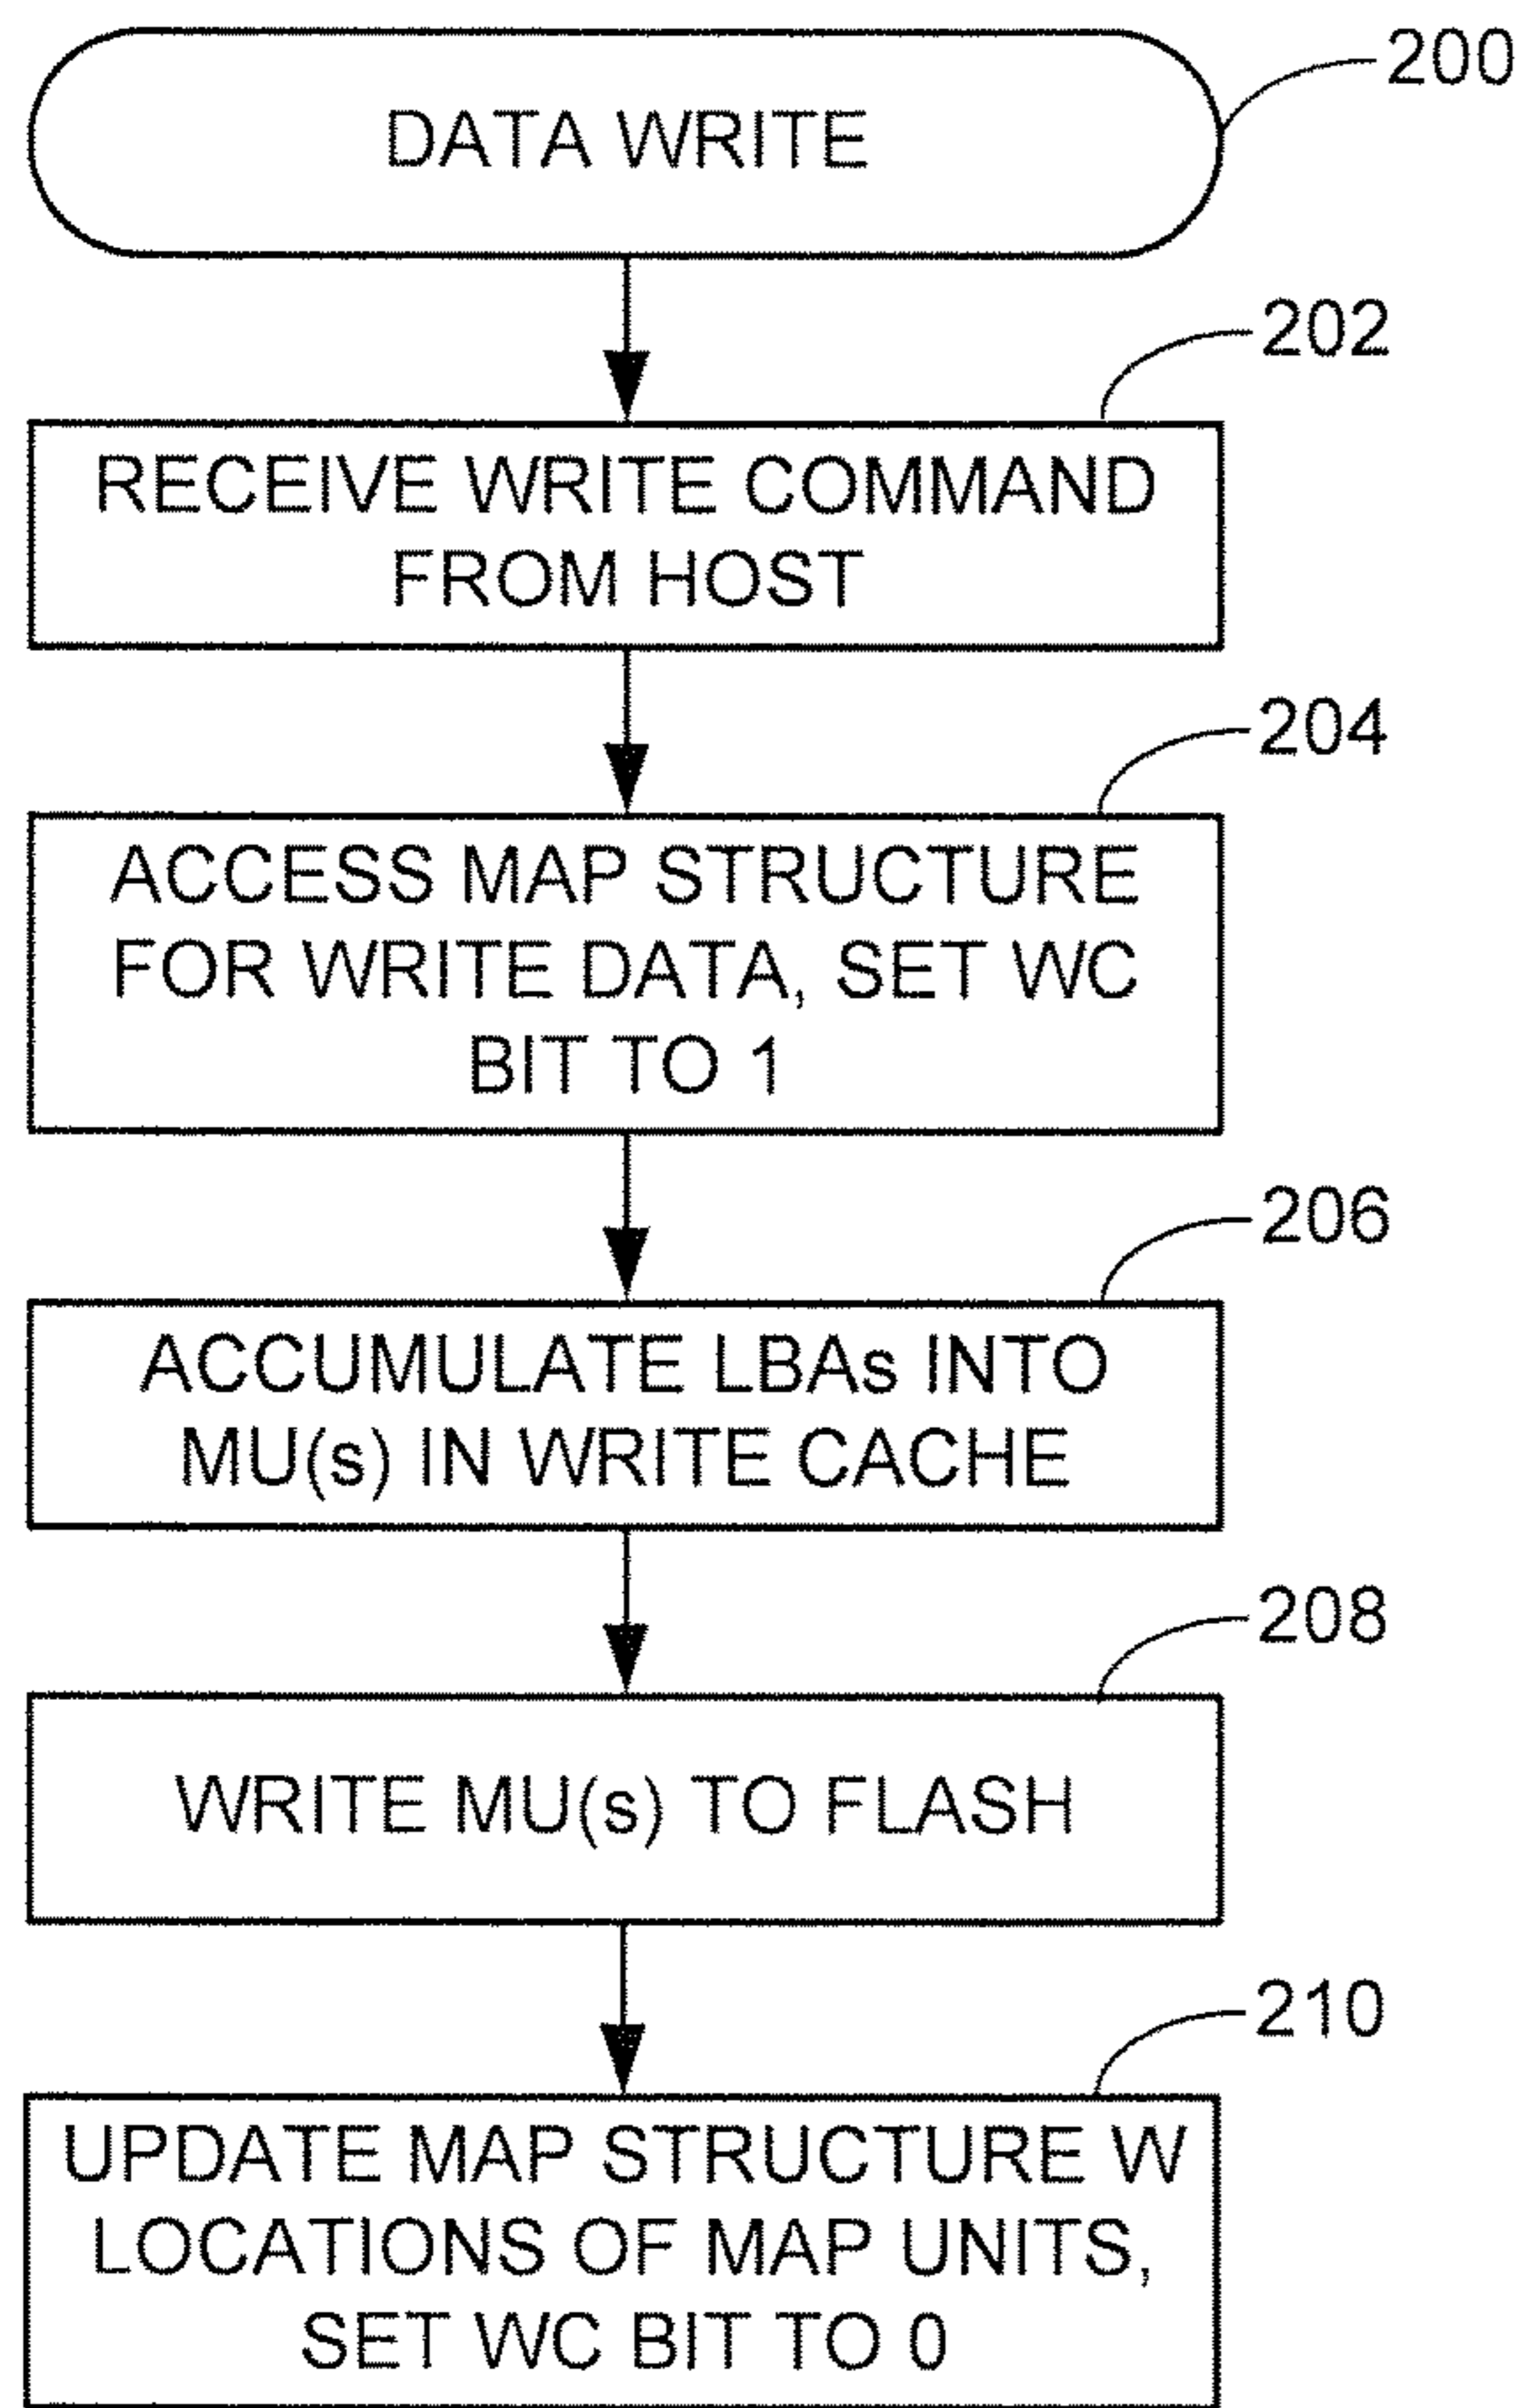 200
DATA WRITE
202
RECEIVE WRITE COMMAND
FROM HOST
204
ACCESS MAP STRUCTURE
FOR WRITE DATA, SET WC
BIT TO 1
206
ACCUMULATE LBAs INTO
MU(s) IN WRITE CACHE
208
WRITE MU(s) TO FLASH
210
UPDATE MAP STRUCTURE W
LOCATIONS OF MAP UNITS,
SET WC BIT TO 0